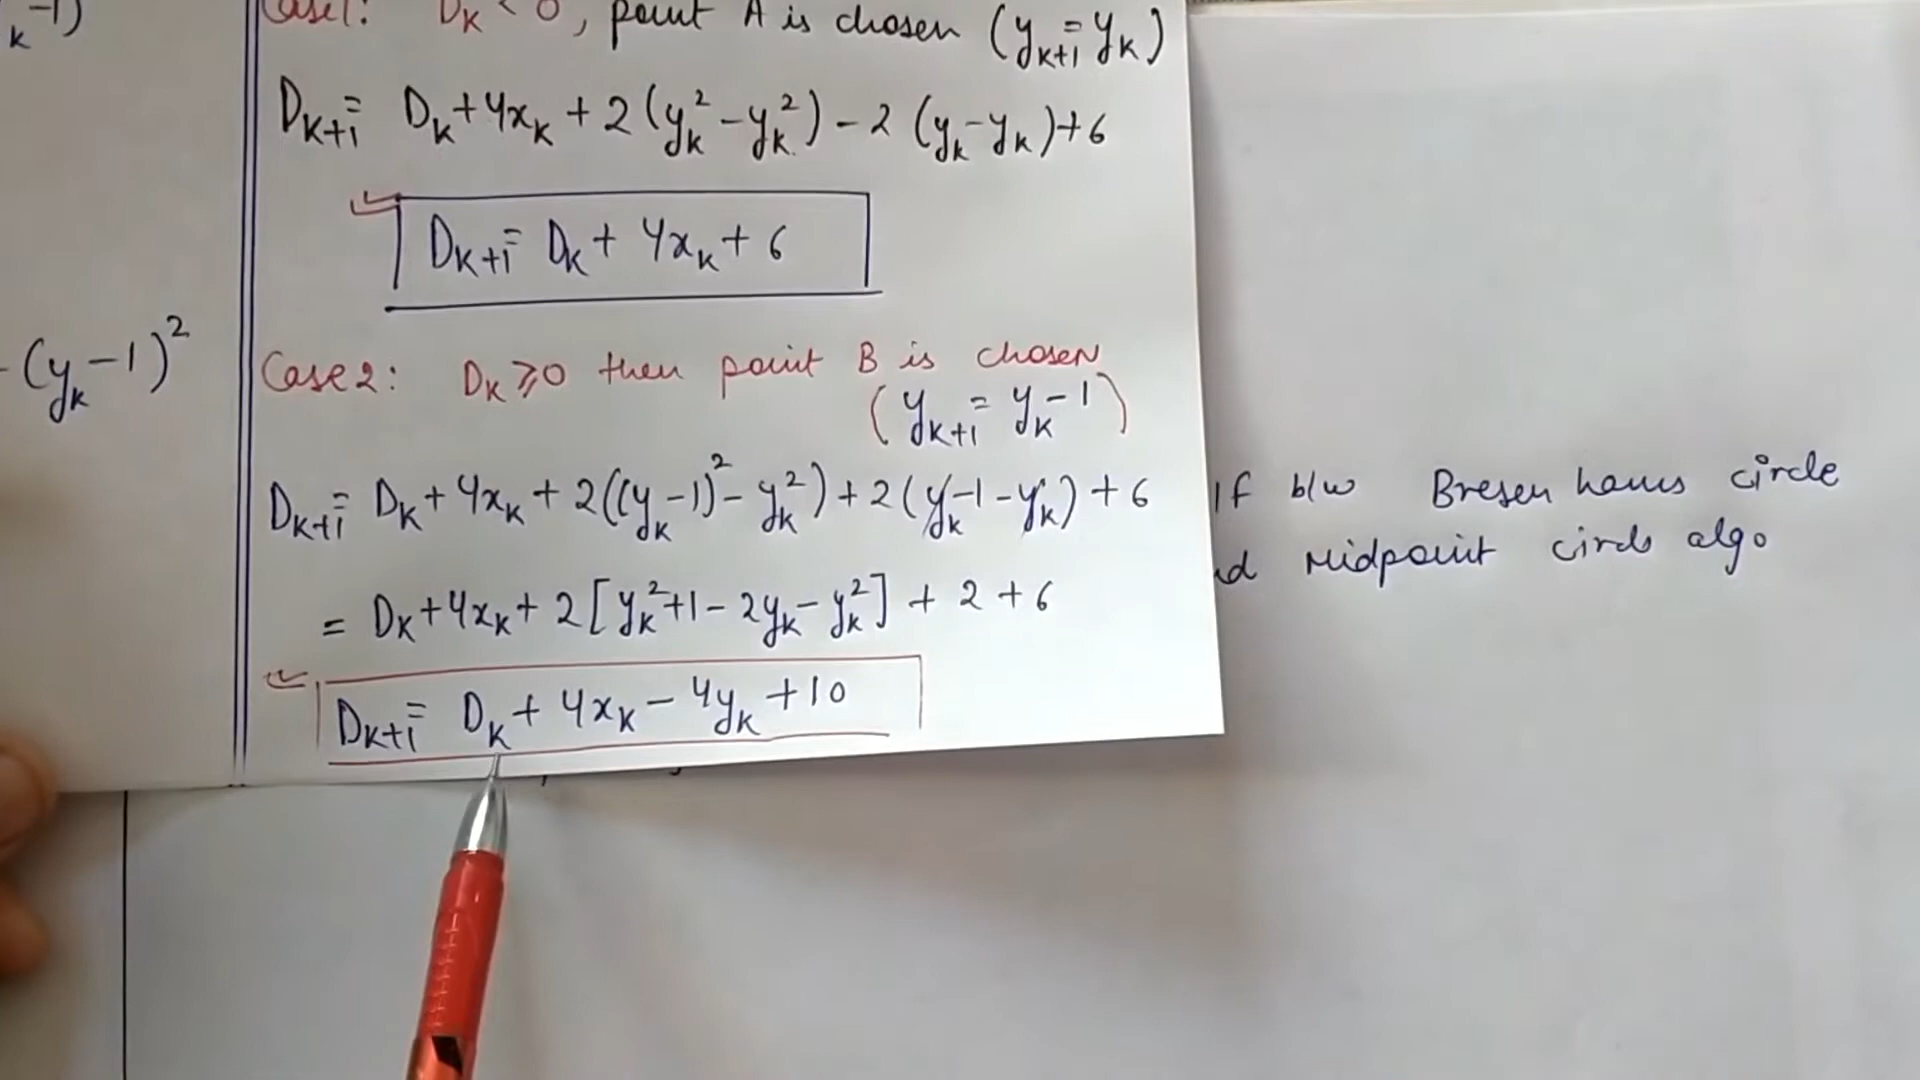 k-1)
-(yₖ-1)²
Case1: Dₖ < 0, point A is chosen (yₖ₊₁ = yₖ)
Dₖ₊₁ = Dₖ + 4xₖ + 2(yₖ² - yₖ²) - 2(yₖ - yₖ) + 6
Dₖ₊₁ = Dₖ + 4xₖ + 6
Case2: Dₖ ⩾ 0 then point B is chosen
(yₖ₊₁ = yₖ - 1)
Dₖ₊₁ = Dₖ + 4xₖ + 2((yₖ - 1)² - yₖ²) + 2(yₖ - 1 - yₖ) + 6
= Dₖ + 4xₖ + 2[yₖ² + 1 - 2yₖ - yₖ²] + 2 + 6
Dₖ₊₁ = Dₖ + 4xₖ - 4yₖ + 10
If b/w Bresenhams circle
d Midpoint circle algo